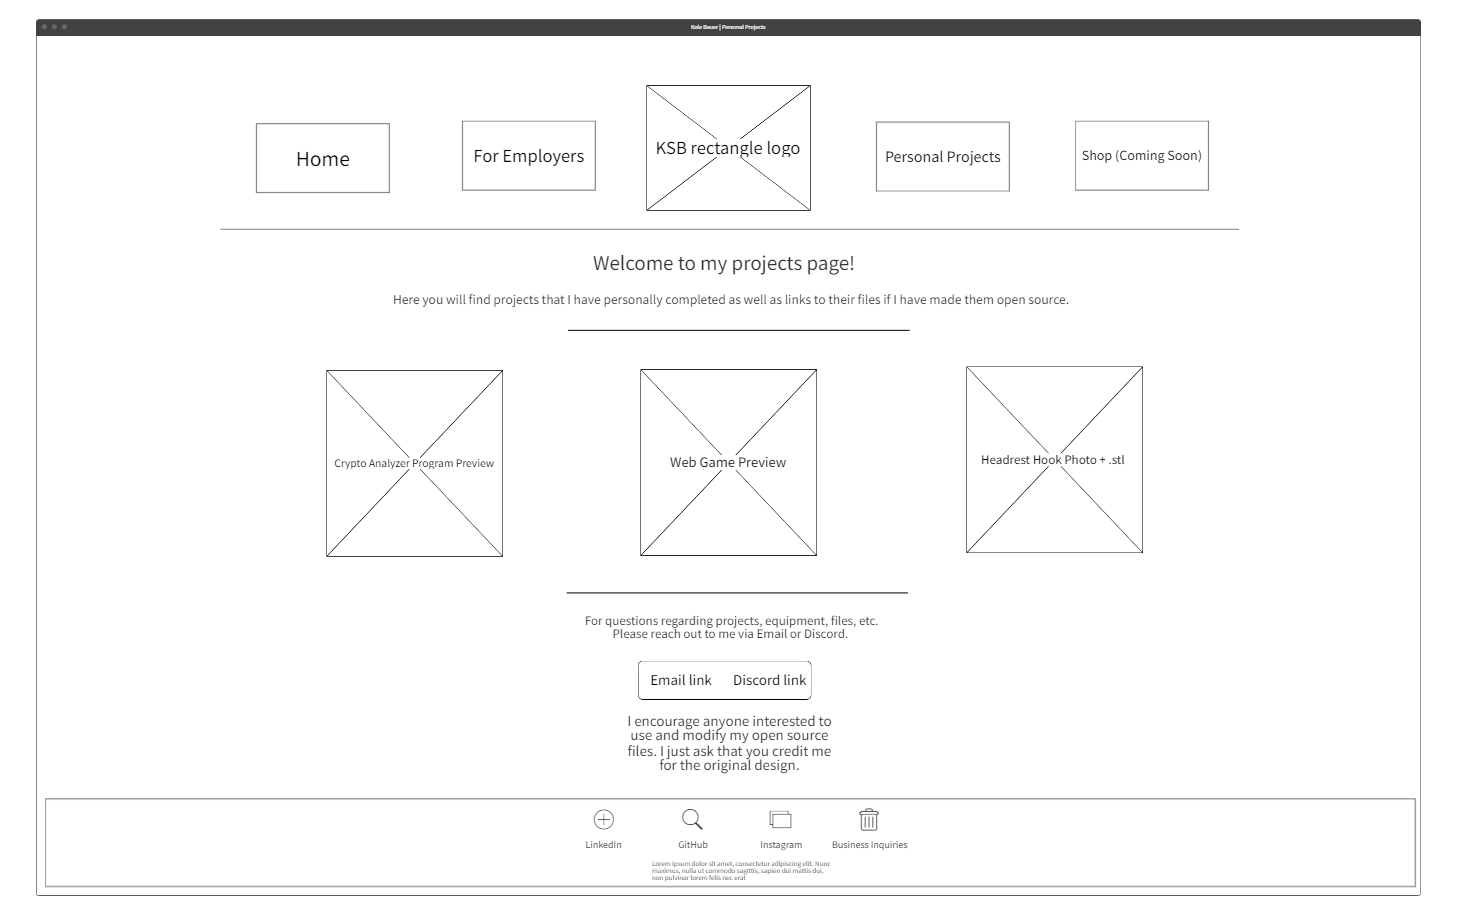 Kole Bauer | Personal Projects
Home
For Employers
KSB rectangle logo
Personal Projects
Shop (Coming Soon)
Welcome to my projects page!
Here you will find projects that I have personally completed as well as links to their files if I have made them open source.
Crypto Analyzer Program Preview
Web Game Preview
Headrest Hook Photo + .stl
For questions regarding projects, equipment, files, etc.
Please reach out to me via Email or Discord.
Email link
Discord link
I encourage anyone interested to
use and modify my open source
files. I just ask that you credit me
for the original design.
LinkedIn
GitHub
Instagram
Business Inquiries
Lorem ipsum dolor sit amet, consectetur adipiscing elit. Nunc
maximus, nulla ut commodo sagittis, sapien dui mattis dui,
non pulvinar lorem felis nec erat